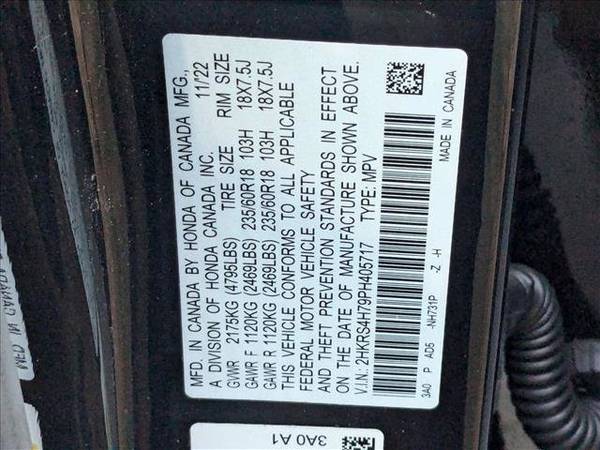 MFD. IN CANADA BY HONDA OF CANADA MFG.,
A DIVISION OF HONDA CANADA INC. 11/22
GVWR 2175KG (4795LBS) TIRE SIZE RIM SIZE
GAWR F 1120KG (2469LBS) 235/60R18 103H 18X7.5J
GAWR R 1120KG (2469LBS) 235/60R18 103H 18X7.5J
THIS VEHICLE CONFORMS TO ALL APPLICABLE
FEDERAL MOTOR VEHICLE SAFETY
AND THEFT PREVENTION STANDARDS IN EFFECT
ON THE DATE OF MANUFACTURE SHOWN ABOVE.
V.I.N: 2HKRS4H79PH405717 TYPE: MPV
3A0 P AD5 -NH731P -Z -H MADE IN CANADA
3A0 A1